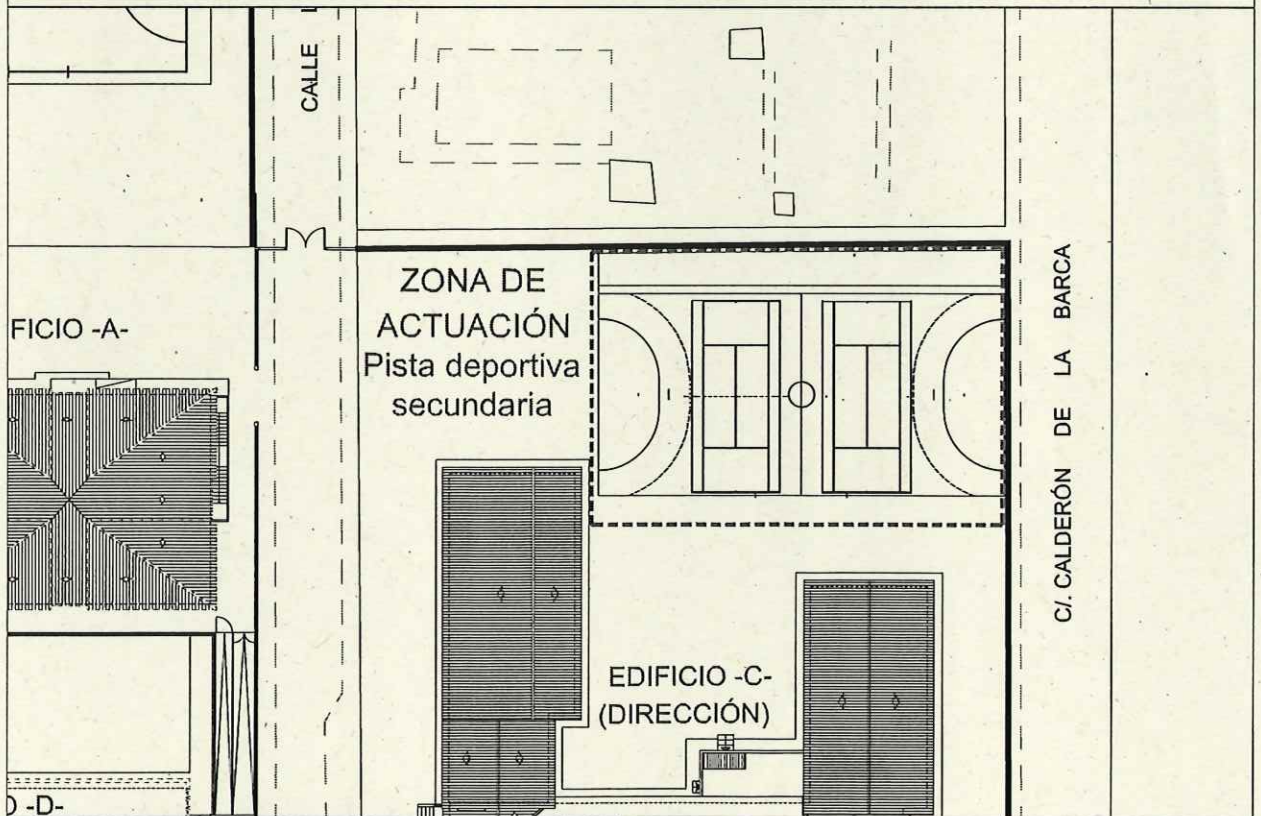 CALLE
ZONA DE
ACTUACIÓN
Pista deportiva
secundaria
FICIO -A-
C/. CALDERÓN DE LA BARCA
EDIFICIO -C-
(DIRECCIÓN)
-D-